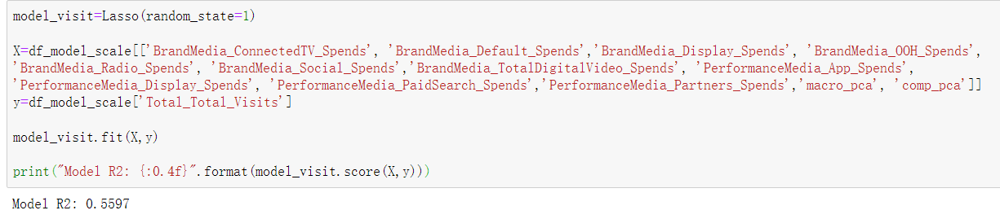 model_visit=Lasso(random_state=1)
X=df_model_scale[['BrandMedia_ConnectedTV_Spends', 'BrandMedia_Default_Spends','BrandMedia_Display_Spends', 'BrandMedia_OOH_Spends',
'BrandMedia_Radio_Spends', 'BrandMedia_Social_Spends','BrandMedia_TotalDigitalVideo_Spends', 'PerformanceMedia_App_Spends',
'PerformanceMedia_Display_Spends', 'PerformanceMedia_PaidSearch_Spends','PerformanceMedia_Partners_Spends','macro_pca', 'comp_pca']]
y=df_model_scale['Total_Total_Visits']
model_visit.fit(X,y)
print("Model R2: {:0.4f}".format(model_visit.score(X,y)))
Model R2: 0.5597